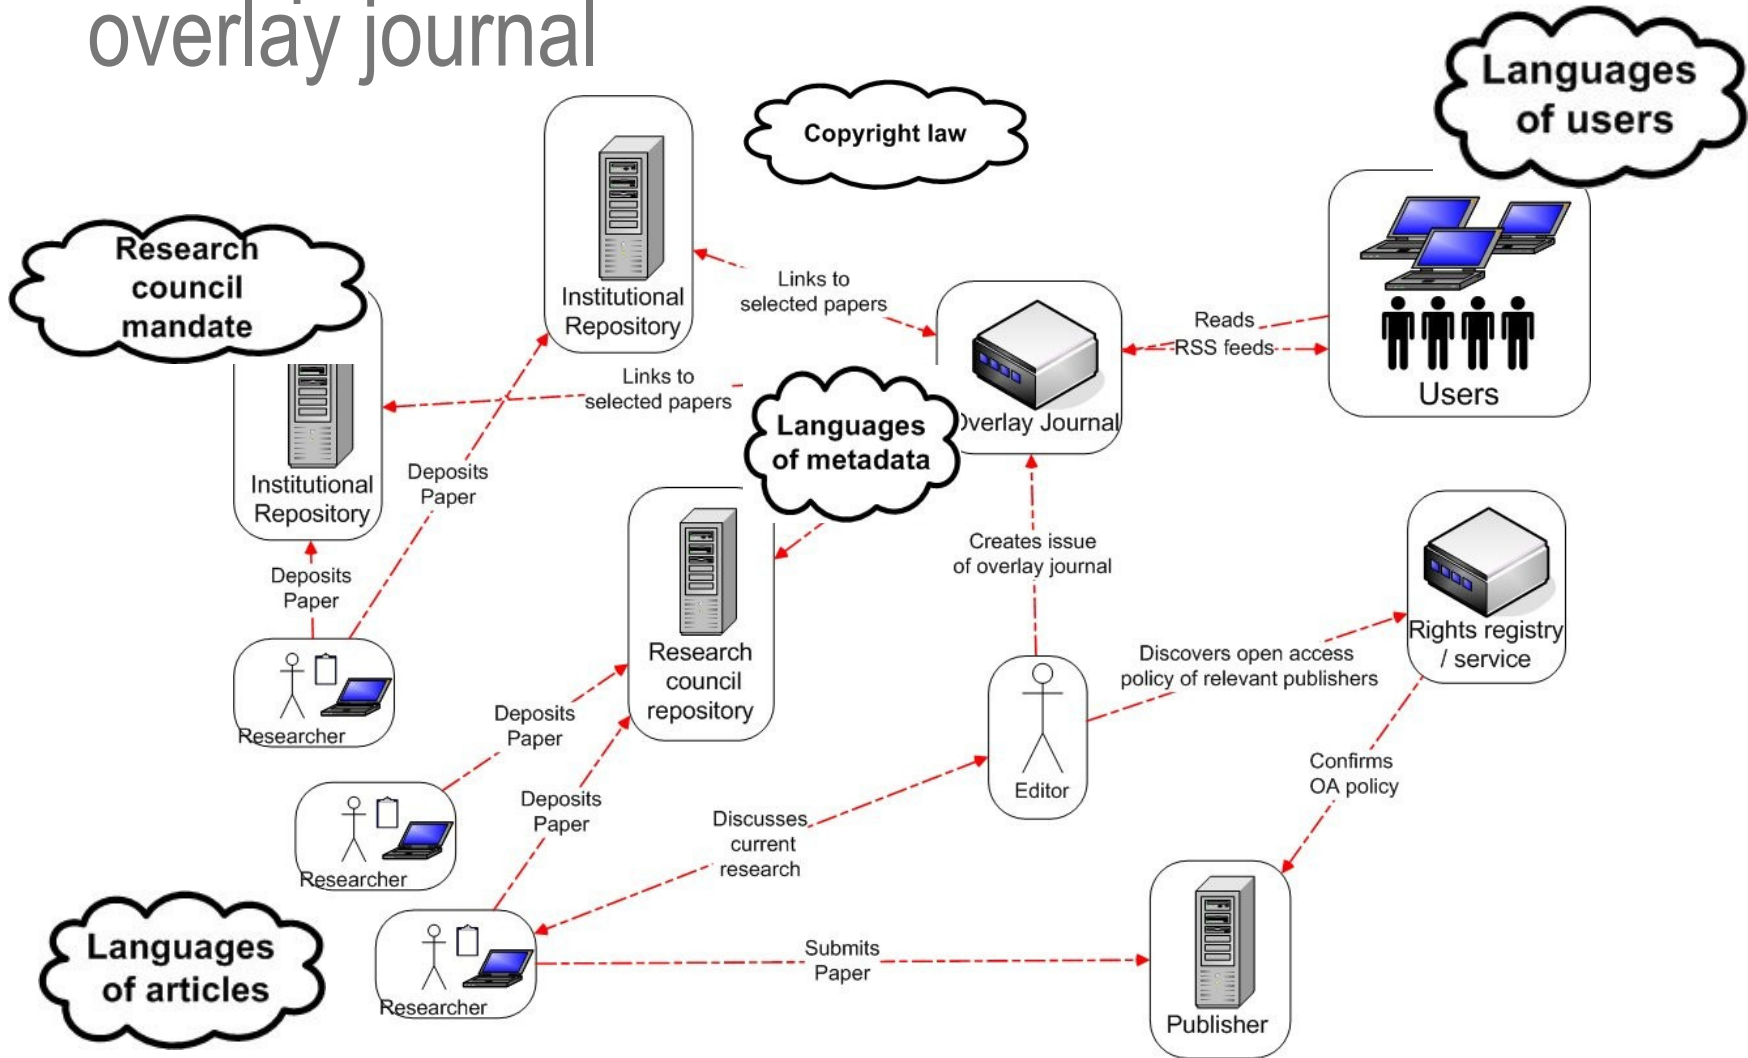 overlay journal
Languages
of users
Copyright law
Research
council
mandate
Institutional
Repository
Links to
selected papers
Reads
RSS feeds
Users
Links to
selected papers
Languages
of metadata
Overlay Journal
Institutional
Repository
Deposits
Paper
Deposits
Paper
Creates issue
of overlay journal
Rights registry
/ service
Research
council
repository
Discovers open access
policy of relevant publishers
Researcher
Deposits
Paper
Editor
Confirms
OA policy
Deposits
Paper
Discusses
current
research
Researcher
Languages
of articles
Researcher
Submits
Paper
Publisher